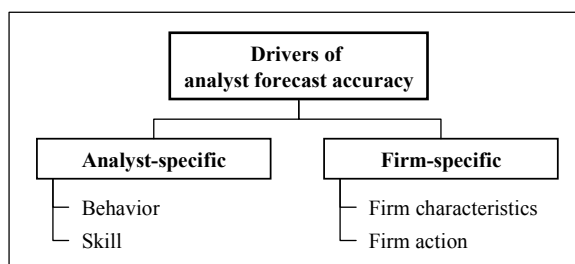 Drivers of
analyst forecast accuracy
Analyst-specific
Firm-specific
Behavior
Skill
Firm characteristics
Firm action